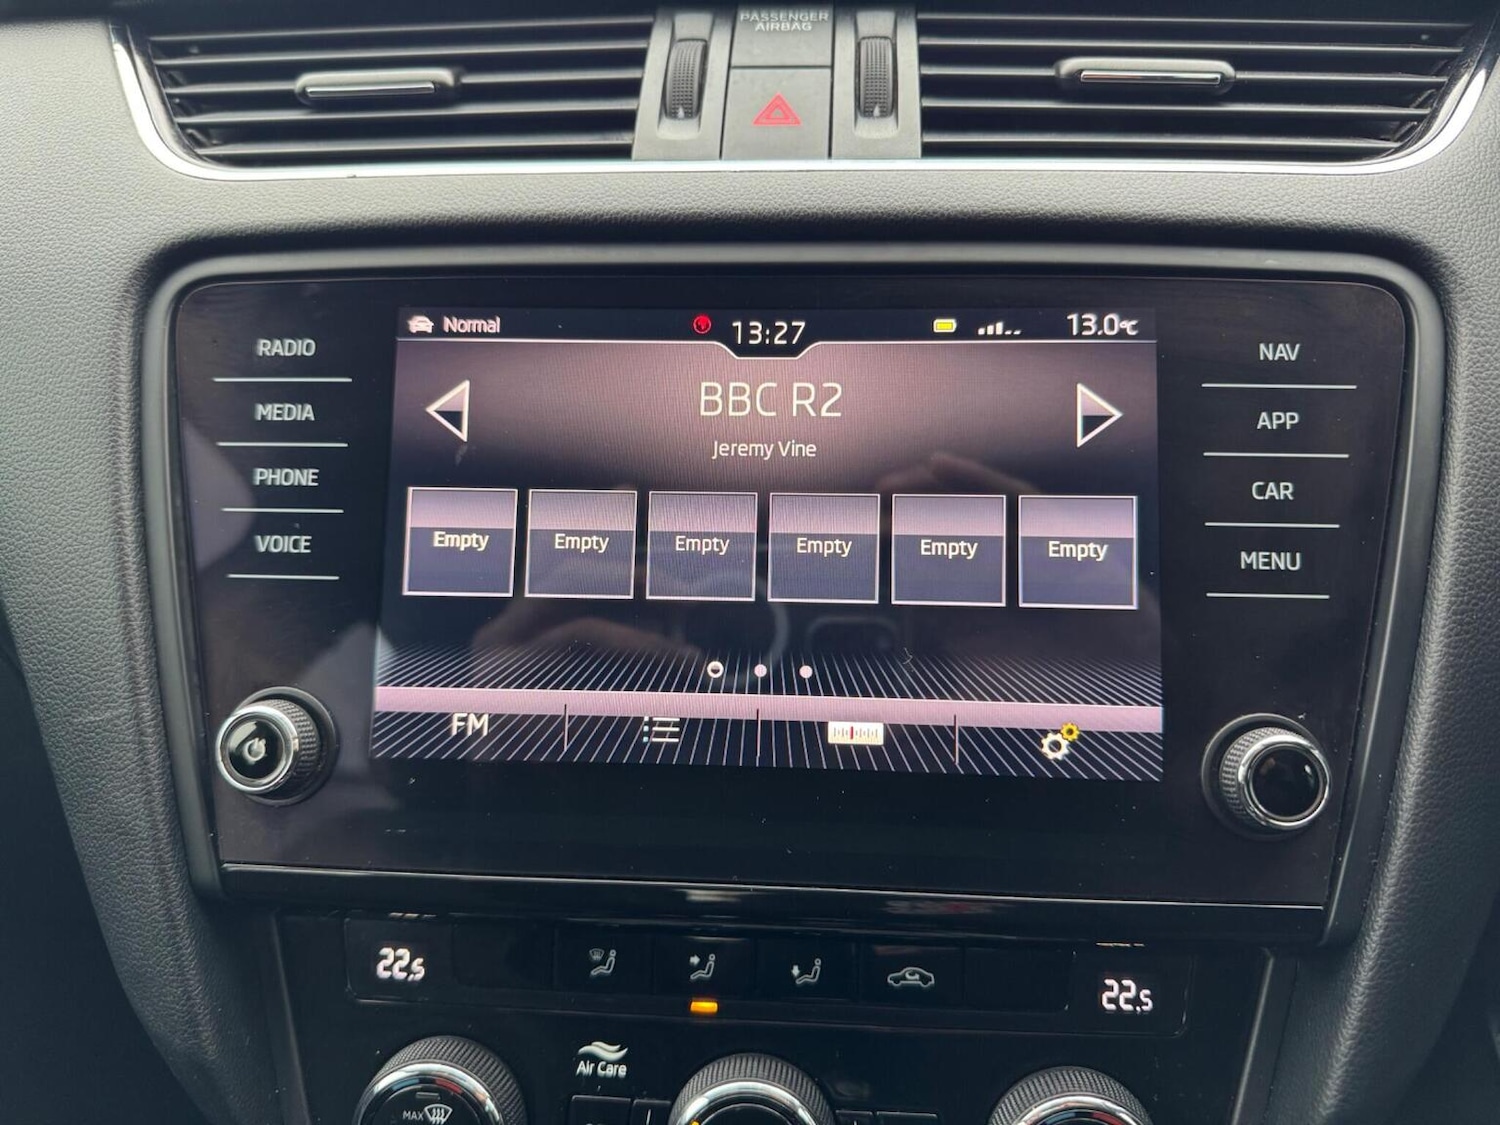 PASSENGER
AIRBAG
Normal
13:27
13.0°C
RADIO
MEDIA
PHONE
VOICE
BBC R2
Jeremy Vine
Empty
Empty
Empty
Empty
Empty
Empty
FM
NAV
APP
CAR
MENU
22.5
22.5
Air Care
MAX